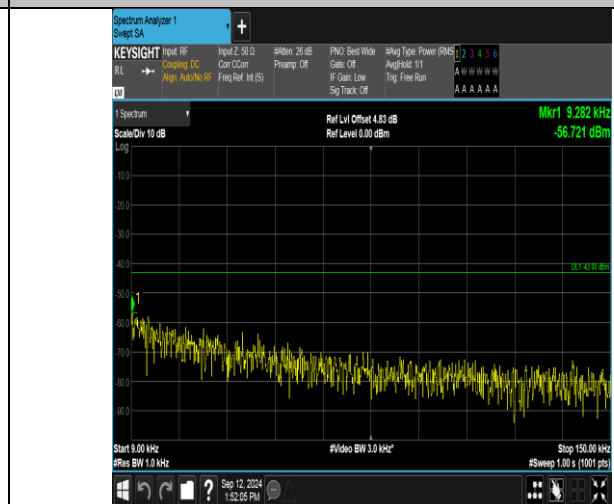 Spectrum Analyzer 1
Swept SA
+
KEYSIGHT
RL
LXI
Input: RF
Coupling: DC
Align: Auto/No RF
Input Z: 50 Ω
Corr CCorr
Freq Ref: Int (S)
#Atten: 26 dB
Preamp: Off
PNO: Best Wide
Gate: Off
IF Gain: Low
Sig Track: Off
#Avg Type: Power (RMS
Avg|Hold: 1/1
Trig: Free Run
1 2 3 4 5 6
A W W W W W
A A A A A A
1 Spectrum
Scale/Div 10 dB
Log
Ref Lvl Offset 4.83 dB
Ref Level 0.00 dBm
Mkr1 9.282 kHz
-56.721 dBm
-10.0
-20.0
-30.0
-40.0
DL1 -43.00 dBm
-50.0
1
-60.0
-70.0
-80.0
-90.0
Start 9.00 kHz
#Res BW 1.0 kHz
#Video BW 3.0 kHz*
Stop 150.00 kHz
#Sweep 1.00 s (1001 pts)
?
Sep 12, 2024
1:52:05 PM